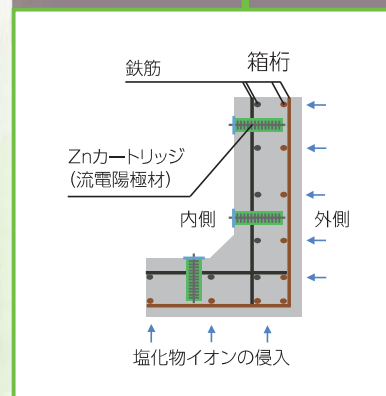 鉄筋
箱桁
Znカートリッジ
(流電陽極材)
内側
外側
塩化物イオンの侵入